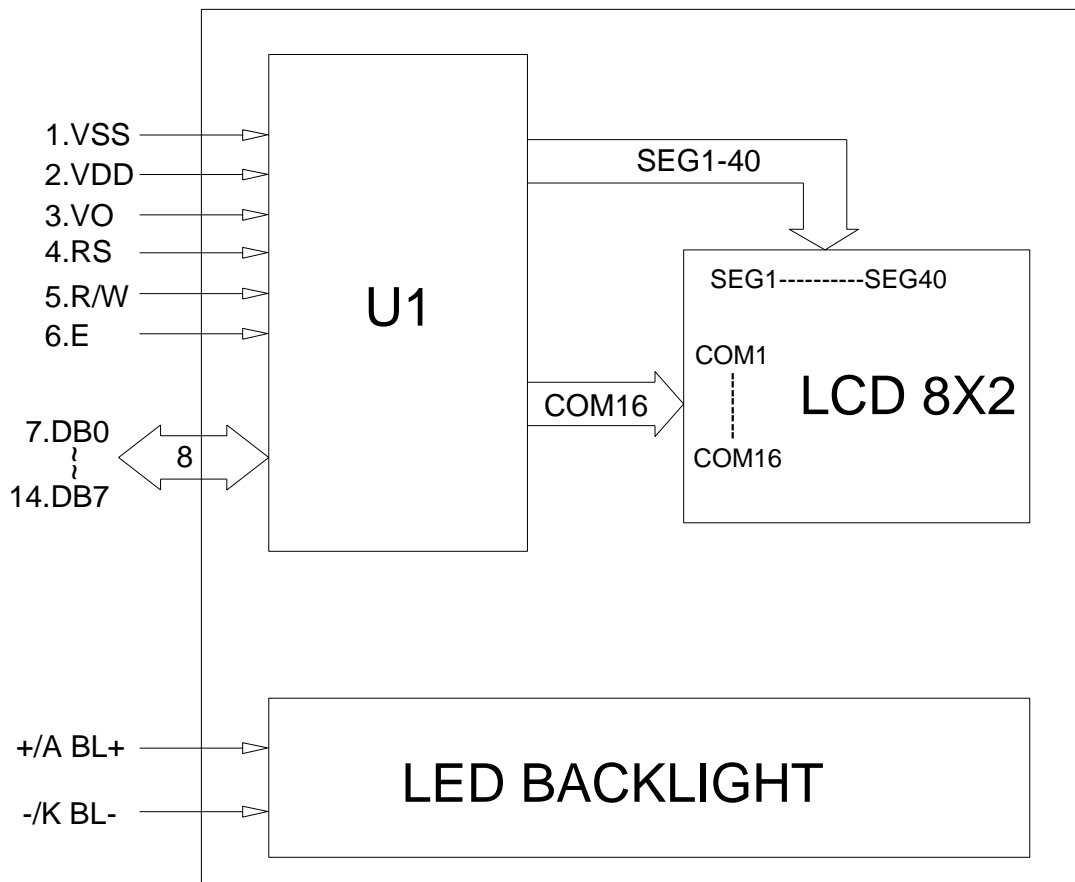 1.VSS
2.VDD
3.VO
4.RS
5.R/W
6.E
7.DB0
~
~
14.DB7
8
U1
SEG1-40
COM16
SEG1----------SEG40
COM1
COM16
LCD 8X2
+/A BL+
-/K BL-
LED BACKLIGHT